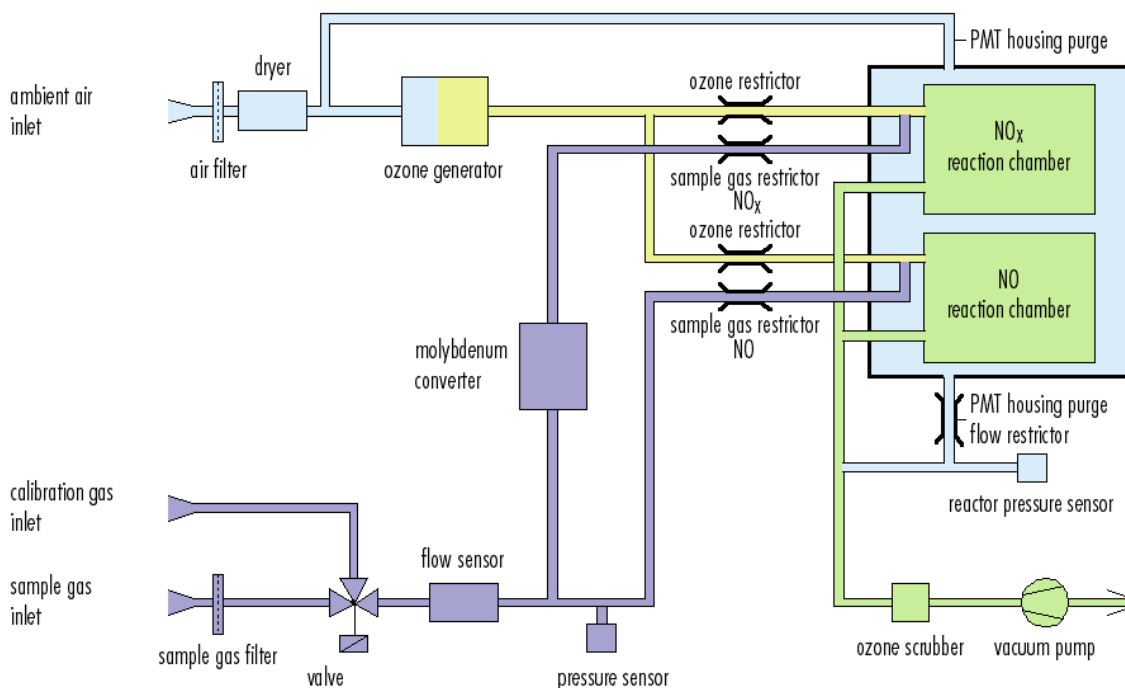 PMT housing purge
dryer
ambient air
inlet
ozone restrictor
NOx
reaction chamber
air filter
ozone generator
sample gas restrictor
NOx
ozone restrictor
NO
reaction chamber
sample gas restrictor
NO
molybdenum
converter
PMT housing purge
flow restrictor
calibration gas
inlet
reactor pressure sensor
flow sensor
sample gas
inlet
sample gas filter
valve
pressure sensor
ozone scrubber
vacuum pump